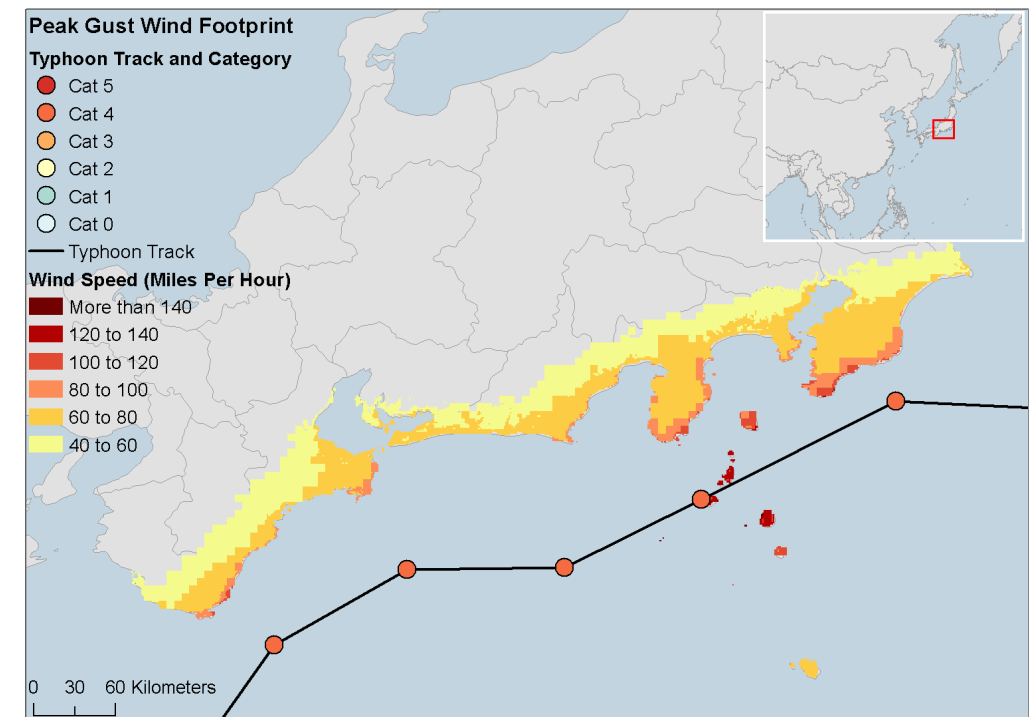 Peak Gust Wind Footprint
Typhoon Track and Category
Cat 5
Cat 4
Cat 3
Cat 2
Cat 1
Cat 0
Typhoon Track
Wind Speed (Miles Per Hour)
More than 140
120 to 140
100 to 120
80 to 100
60 to 80
40 to 60
0 30 60 Kilometers